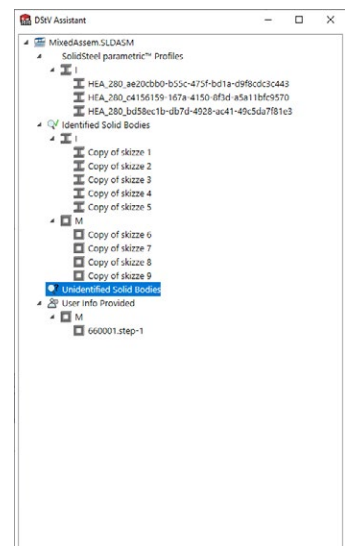 DStV Assistant
MixedAssem.SLDASM
SolidSteel parametric™ Profiles
I
HEA_280_ae20cbb0-b55c-475f-bd1a-d9f8cdc3c443
HEA_280_c4156159-167a-4150-8f3d-a5a11bfc9570
HEA_280_bd58ec1b-db7d-4928-ac41-49c5da7f81e3
Identified Solid Bodies
I
Copy of skizze 1
Copy of skizze 2
Copy of skizze 3
Copy of skizze 4
Copy of skizze 5
M
Copy of skizze 6
Copy of skizze 7
Copy of skizze 8
Copy of skizze 9
Unidentified Solid Bodies
User Info Provided
M
660001.step-1